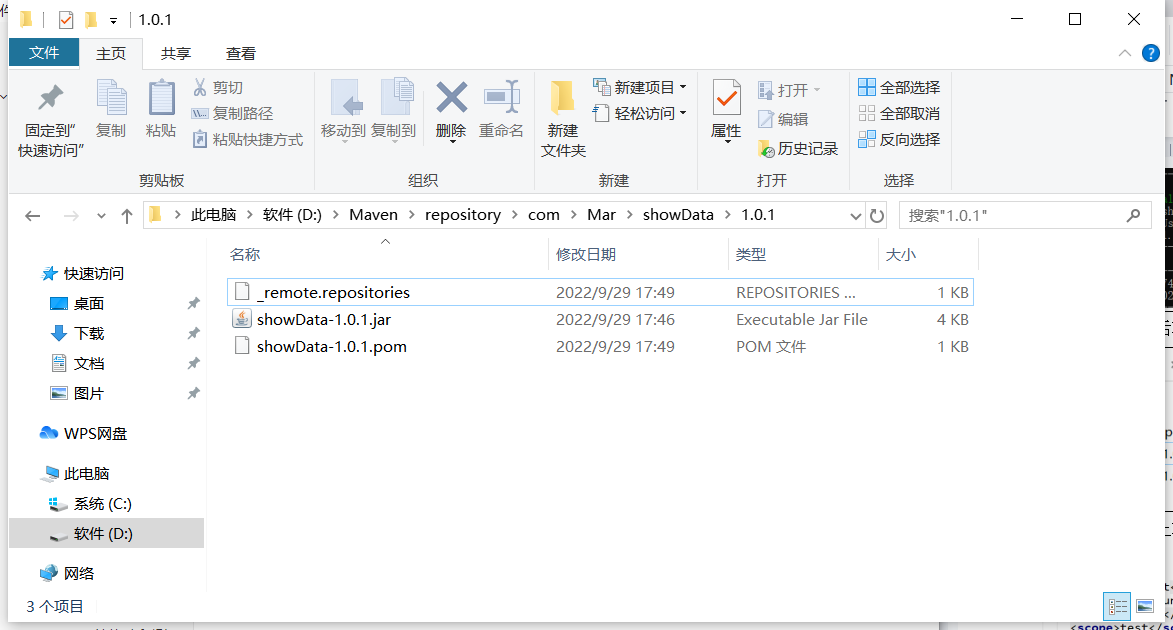 1.0.1
文件 主页 共享 查看
固定到"快速访问" 复制 粘贴 剪切 复制路径 粘贴快捷方式
移动到 复制到 删除 重命名
新建文件夹 新建项目 轻松访问
属性 打开 编辑 历史记录
全部选择 全部取消 反向选择
剪贴板 组织 新建 打开 选择
此电脑 软件 (D:) Maven repository com Mar showData 1.0.1 搜索"1.0.1"
名称 修改日期 类型 大小
_remote.repositories 2022/9/29 17:49 REPOSITORIES ... 1 KB
showData-1.0.1.jar 2022/9/29 17:46 Executable Jar File 4 KB
showData-1.0.1.pom 2022/9/29 17:49 POM 文件 1 KB
快速访问
桌面
下载
文档
图片
WPS网盘
此电脑
系统 (C:)
软件 (D:)
网络
3 个项目
<scope>test</s